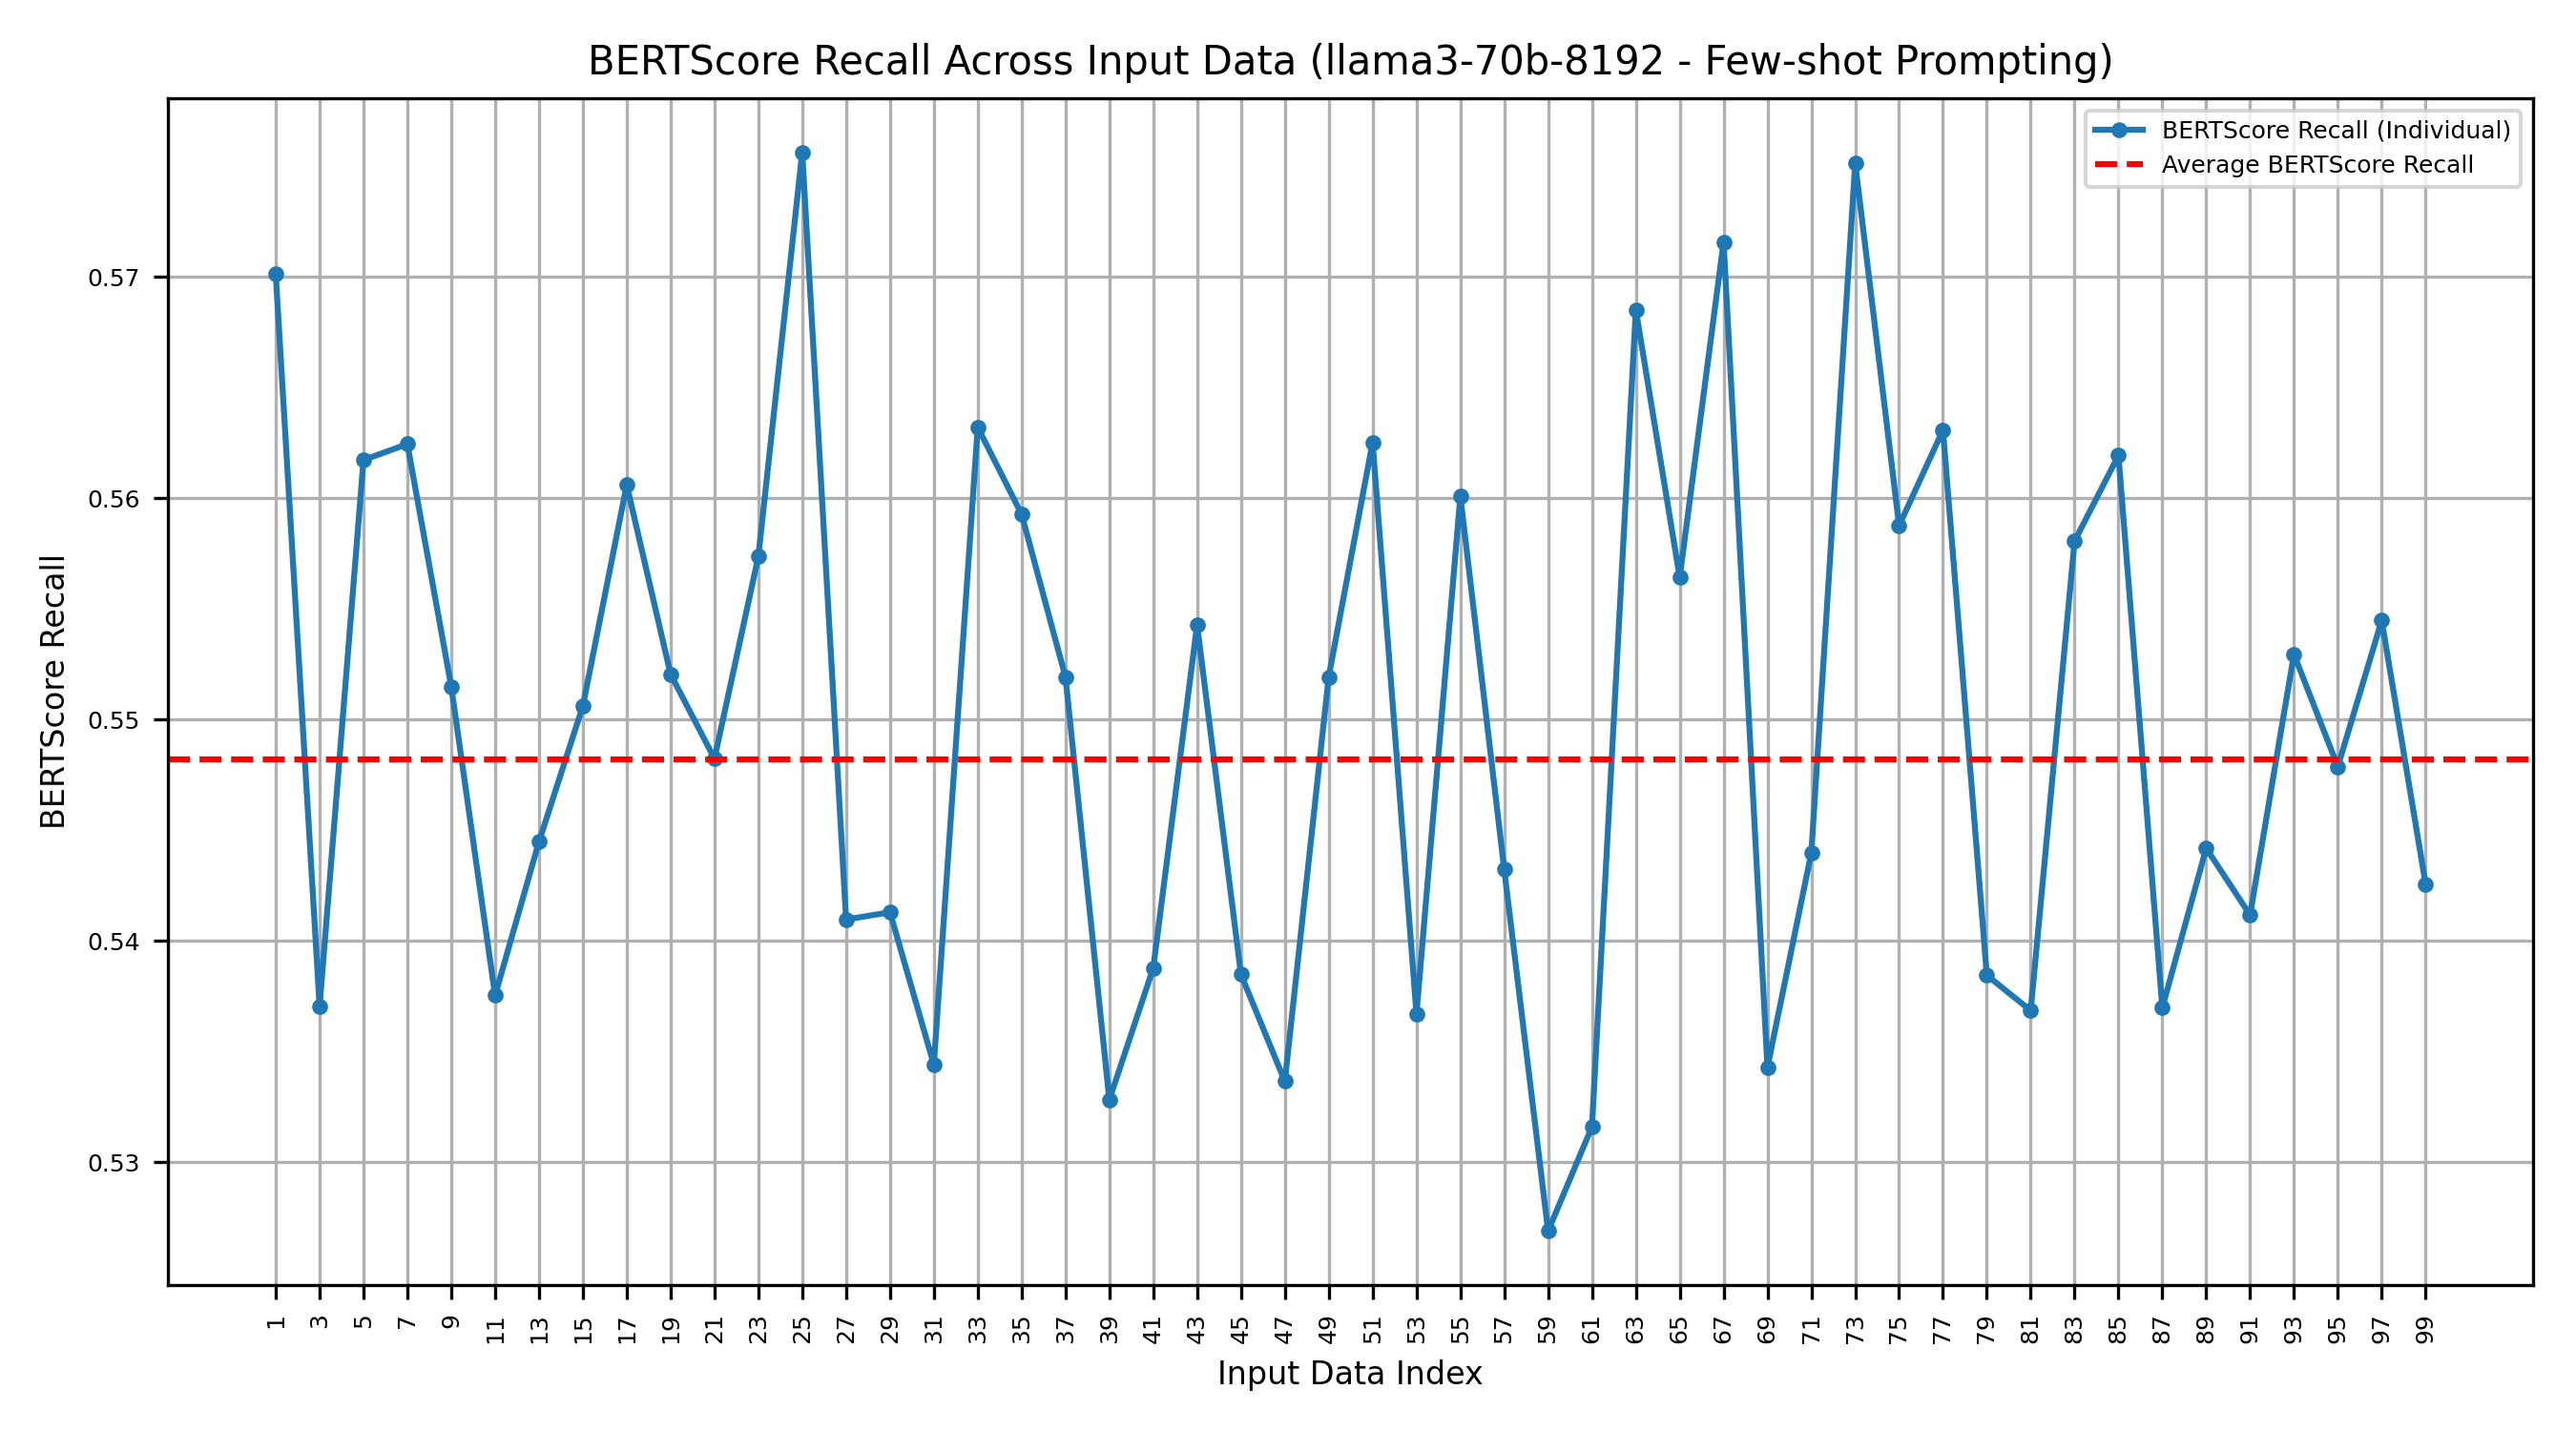 BERTScore Recall Across Input Data (llama3-70b-8192 - Few-shot Prompting)
BERTScore Recall (Individual)
Average BERTScore Recall
BERTScore Recall
0.57
0.56
0.55
0.54
0.53
1 3 5 7 9 11 13 15 17 19 21 23 25 27 29 31 33 35 37 39 41 43 45 47 49 51 53 55 57 59 61 63 65 67 69 71 73 75 77 79 81 83 85 87 89 91 93 95 97 99
Input Data Index